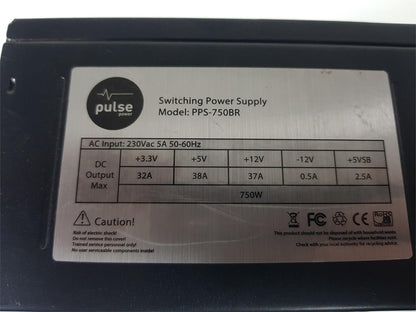 pulse
power
Switching Power Supply
Model: PPS-750BR
AC Input: 230Vac 5A 50-60Hz
DC Output Max +3.3V +5V +12V -12V +5VSB
32A 38A 37A 0.5A 2.5A
750W
Caution!
Risk of electric shock!
Do not remove this cover.
Trained service personnel only!
No user serviceable components inside!
This product should not be disposed of with household waste.
Please recycle where facilities exist.
Check with your local authority for recycling advice.